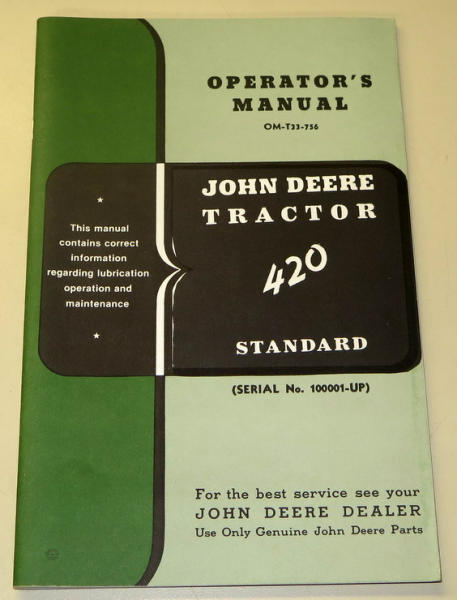 OPERATOR'S
MANUAL
OM-T33-756
★
This manual
contains correct
information
regarding lubrication
operation and
maintenance
★
JOHN DEERE
TRACTOR
420
STANDARD
(SERIAL No. 100001-UP)
For the best service see your
JOHN DEERE DEALER
Use Only Genuine John Deere Parts